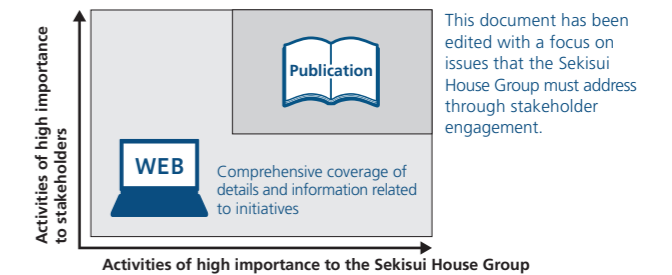 Activities of high importance
to stakeholders
Publication
This document has been
edited with a focus on
issues that the Sekisui
House Group must address
through stakeholder
engagement.
WEB
Comprehensive coverage of
details and information related
to initiatives
Activities of high importance to the Sekisui House Group